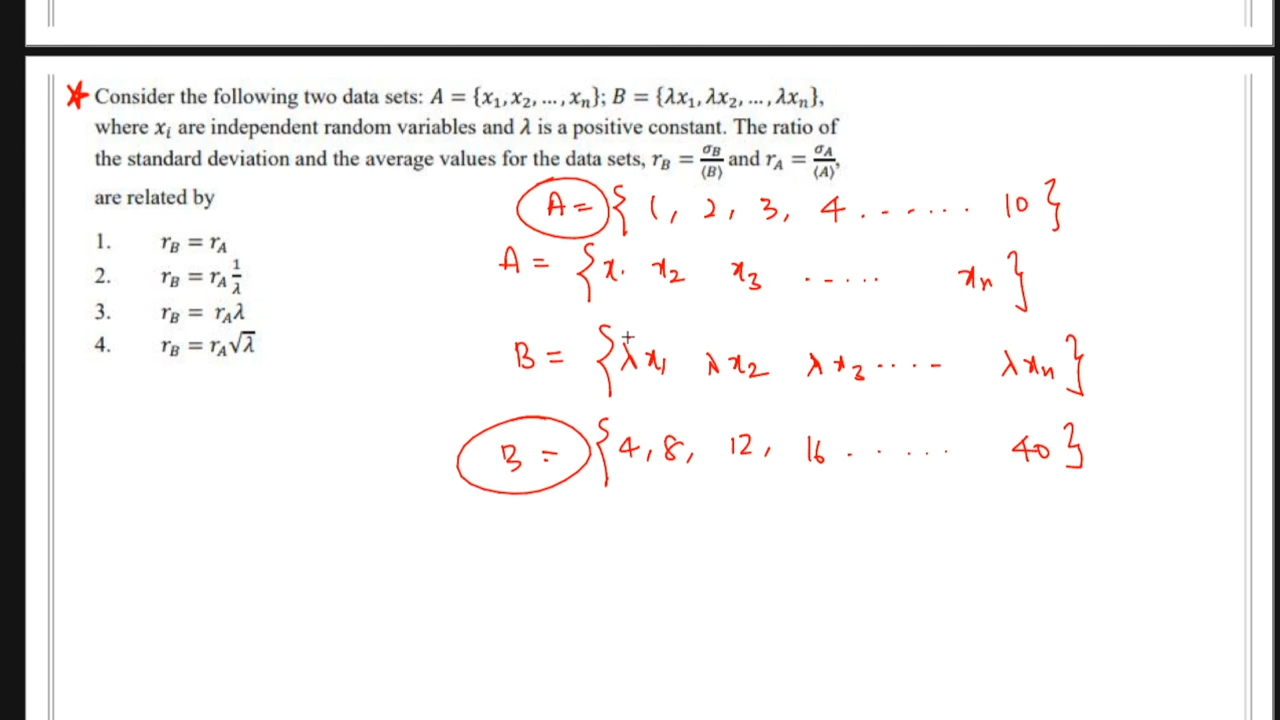 Consider the following two data sets: A = {x₁, x₂, ..., xₙ}; B = {λx₁, λx₂, ..., λxₙ},
where xᵢ are independent random variables and λ is a positive constant. The ratio of
the standard deviation and the average values for the data sets, r_B = σ_B/⟨B⟩ and r_A = σ_A/⟨A⟩,
are related by
1. r_B = r_A
2. r_B = r_A 1/λ
3. r_B = r_A λ
4. r_B = r_A √λ
A = { 1, 2, 3, 4 . . . . . . . 10 }
A = { x. x₂ x₃ . - . . . xₙ }
B = { λx₁ λx₂ λx₃ . . . - λxₙ }
B = { 4, 8, 12, 16 . . . . . . 40 }